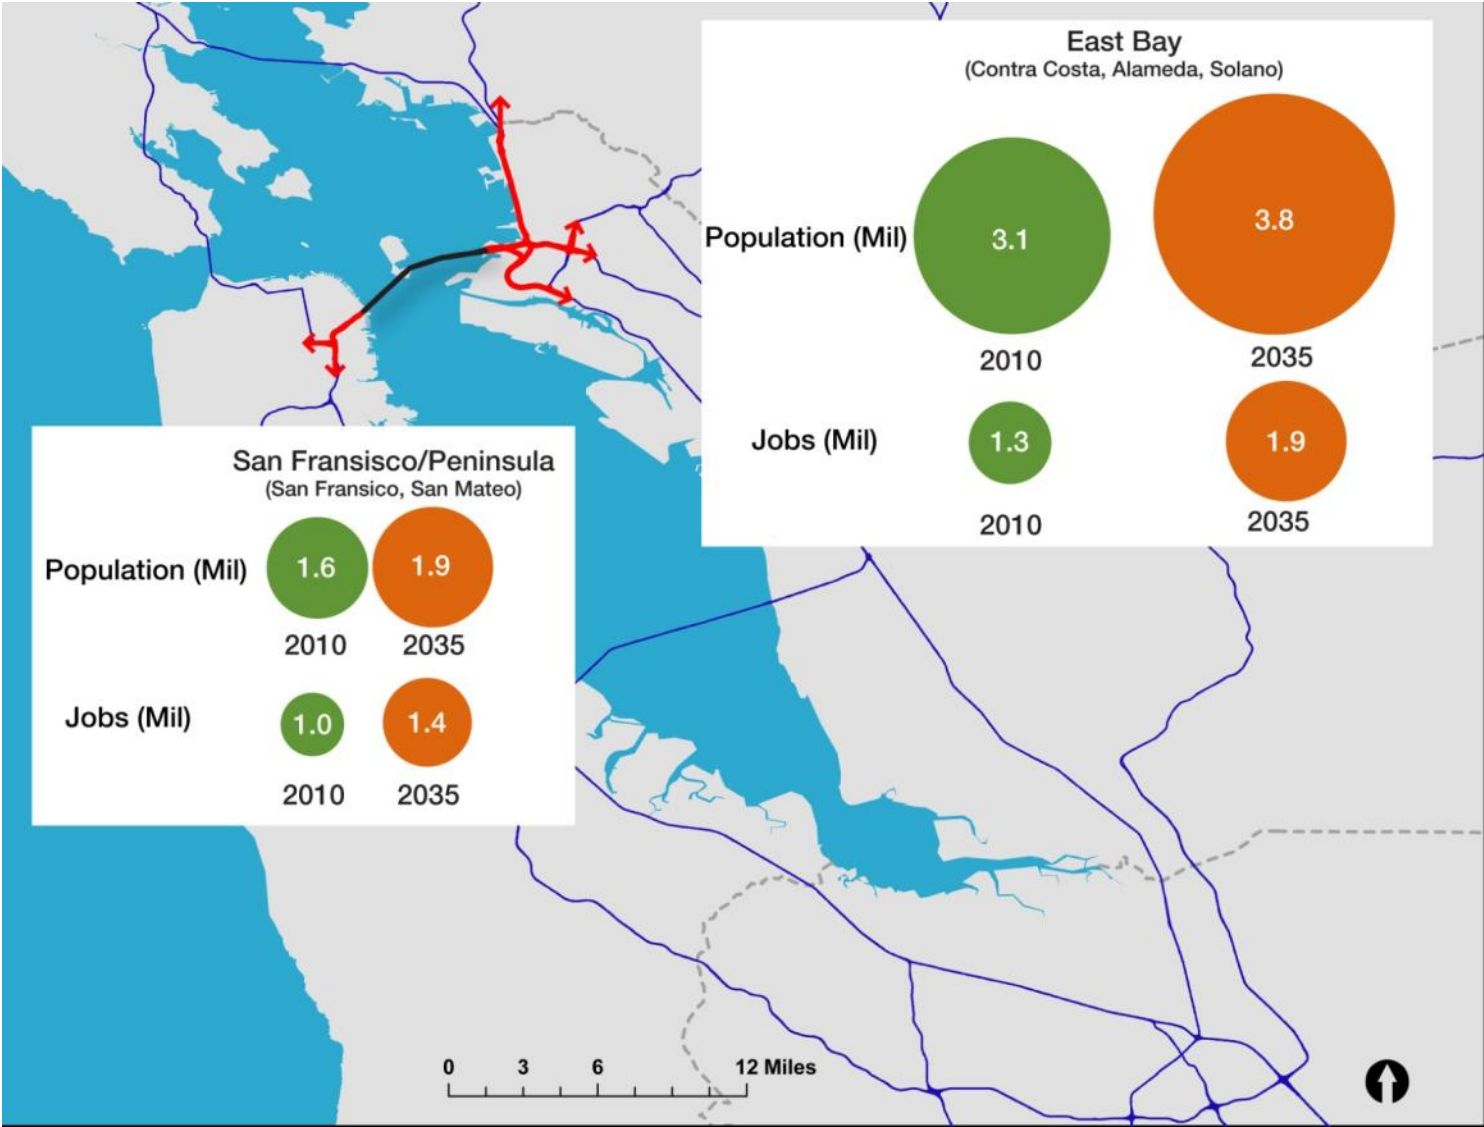 East Bay
(Contra Costa, Alameda, Solano)
Population (Mil)
3.1
3.8
2010
2035
Jobs (Mil)
1.3
1.9
2010
2035
San Fransisco/Peninsula
(San Fransico, San Mateo)
Population (Mil)
1.6
1.9
2010
2035
Jobs (Mil)
1.0
1.4
2010
2035
0 3 6 12 Miles